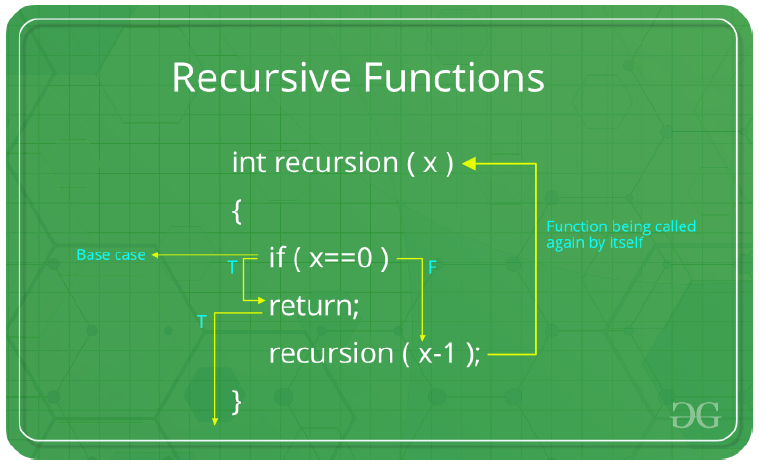 Recursive Functions
int recursion ( x )
{
Function being called
again by itself
Base case
if ( x==0 )
T
F
return;
T
recursion ( x-1 );
}
GG